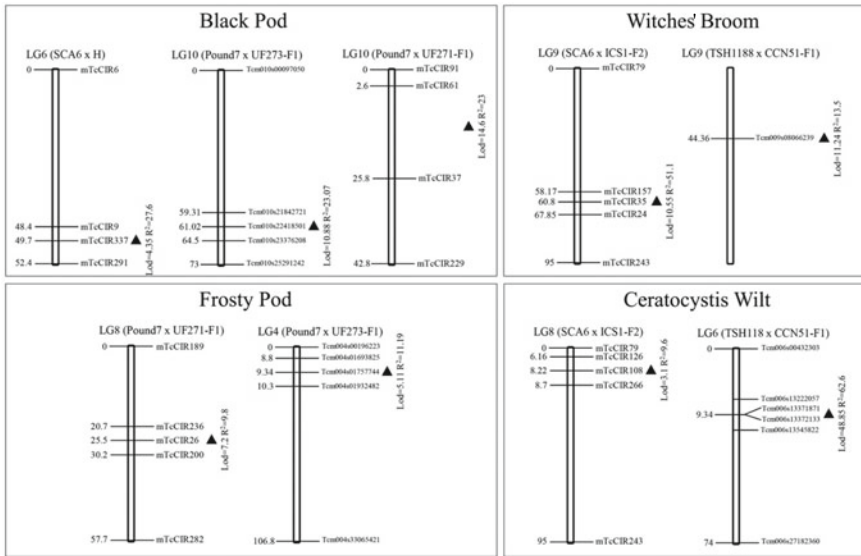 Black Pod
LG6 (SCA6 x H)
0 mTcCIR6
48.4 mTcCIR9
49.7 mTcCIR337
52.4 mTcCIR291
Lod=4.35 R²=27.6
LG10 (Pound7 x UF273-F1)
0 Tcm010s00097050
59.31 Tcm010s21842721
61.02 Tcm010s22418501
64.5 Tcm010s23376208
73 Tcm010s25291242
Lod=10.88 R²=23.07
LG10 (Pound7 x UF271-F1)
0 mTcCIR91
2.6 mTcCIR61
25.8 mTcCIR37
42.8 mTcCIR229
Lod=14.6 R²=23
Witches' Broom
LG9 (SCA6 x ICS1-F2)
0 mTcCIR79
58.17 mTcCIR157
60.8 mTcCIR35
67.85 mTcCIR24
95 mTcCIR243
Lod=10.55 R²=51.1
LG9 (TSH1188 x CCN51-F1)
44.36 Tcm009s08066239
Lod=11.24 R²=13.5
Frosty Pod
LG8 (Pound7 x UF271-F1)
0 mTcCIR189
20.7 mTcCIR236
25.5 mTcCIR26
30.2 mTcCIR200
57.7 mTcCIR282
Lod=7.2 R²=9.8
LG4 (Pound7 x UF273-F1)
0 Tcm004s00196223
8.8 Tcm004s01693825
9.34 Tcm004s01757744
10.3 Tcm004s01932482
106.8 Tcm004s33063421
Lod=5.11 R²=11.19
Ceratocystis Wilt
LG8 (SCA6 x ICS1-F2)
0 mTcCIR79
6.16 mTcCIR126
8.22 mTcCIR108
8.7 mTcCIR266
95 mTcCIR243
Lod=3.1 R²=9.6
LG6 (TSH118 x CCN51-F1)
0 Tcm006s00432303
Tcm006s13222057
9.34 Tcm006s13371871
Tcm006s13372133
Tcm006s13545822
74 Tcm006s27182360
Lod=48.85 R²=62.6